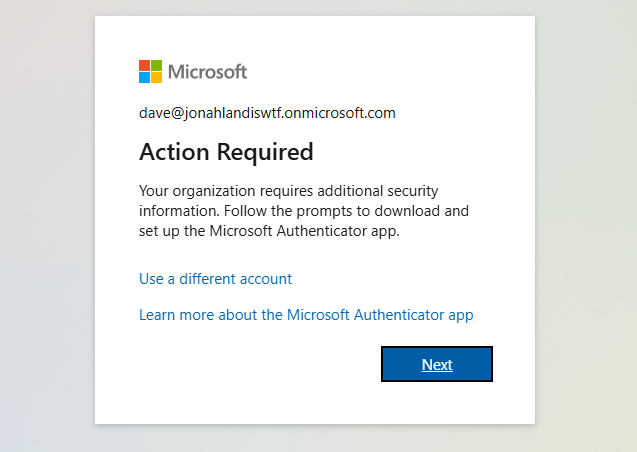 Microsoft
dave@jonahlandiswtf.onmicrosoft.com
Action Required
Your organization requires additional security
information. Follow the prompts to download and
set up the Microsoft Authenticator app.
Use a different account
Learn more about the Microsoft Authenticator app
Next